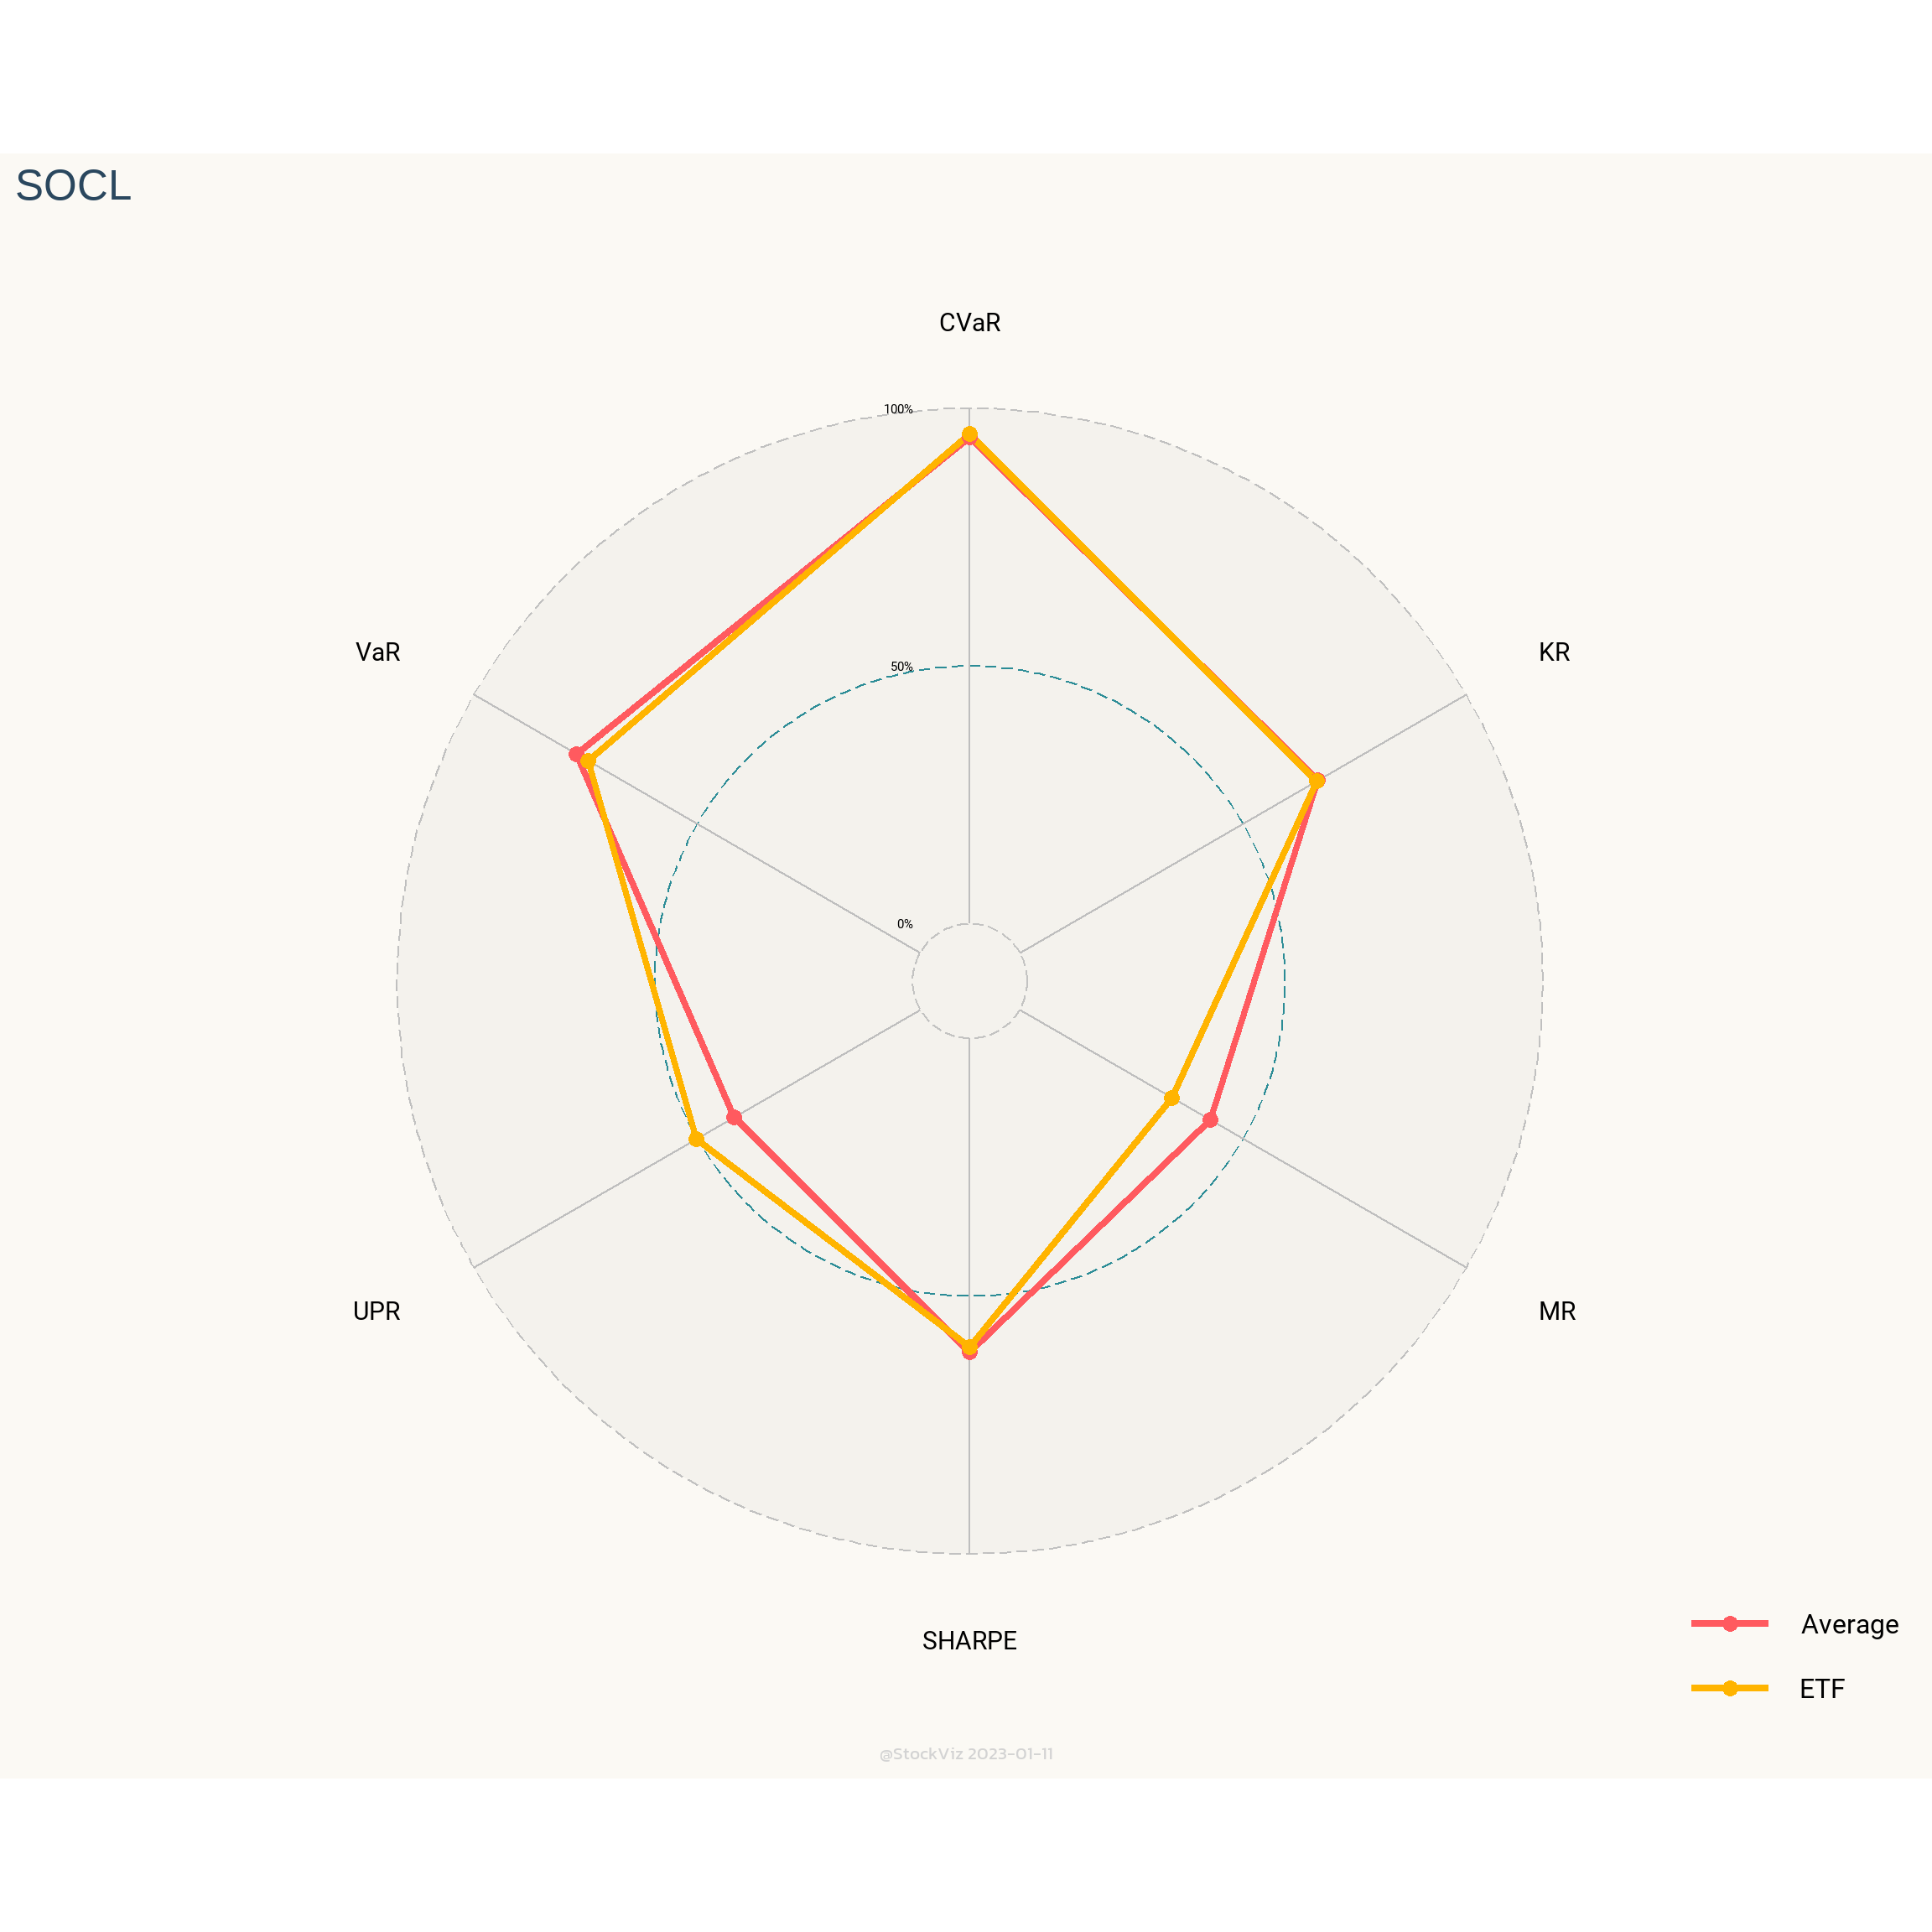 SOCL
CVaR
100%
KR
VaR
50%
0%
UPR
MR
SHARPE
Average
ETF
@StockViz 2023-01-11